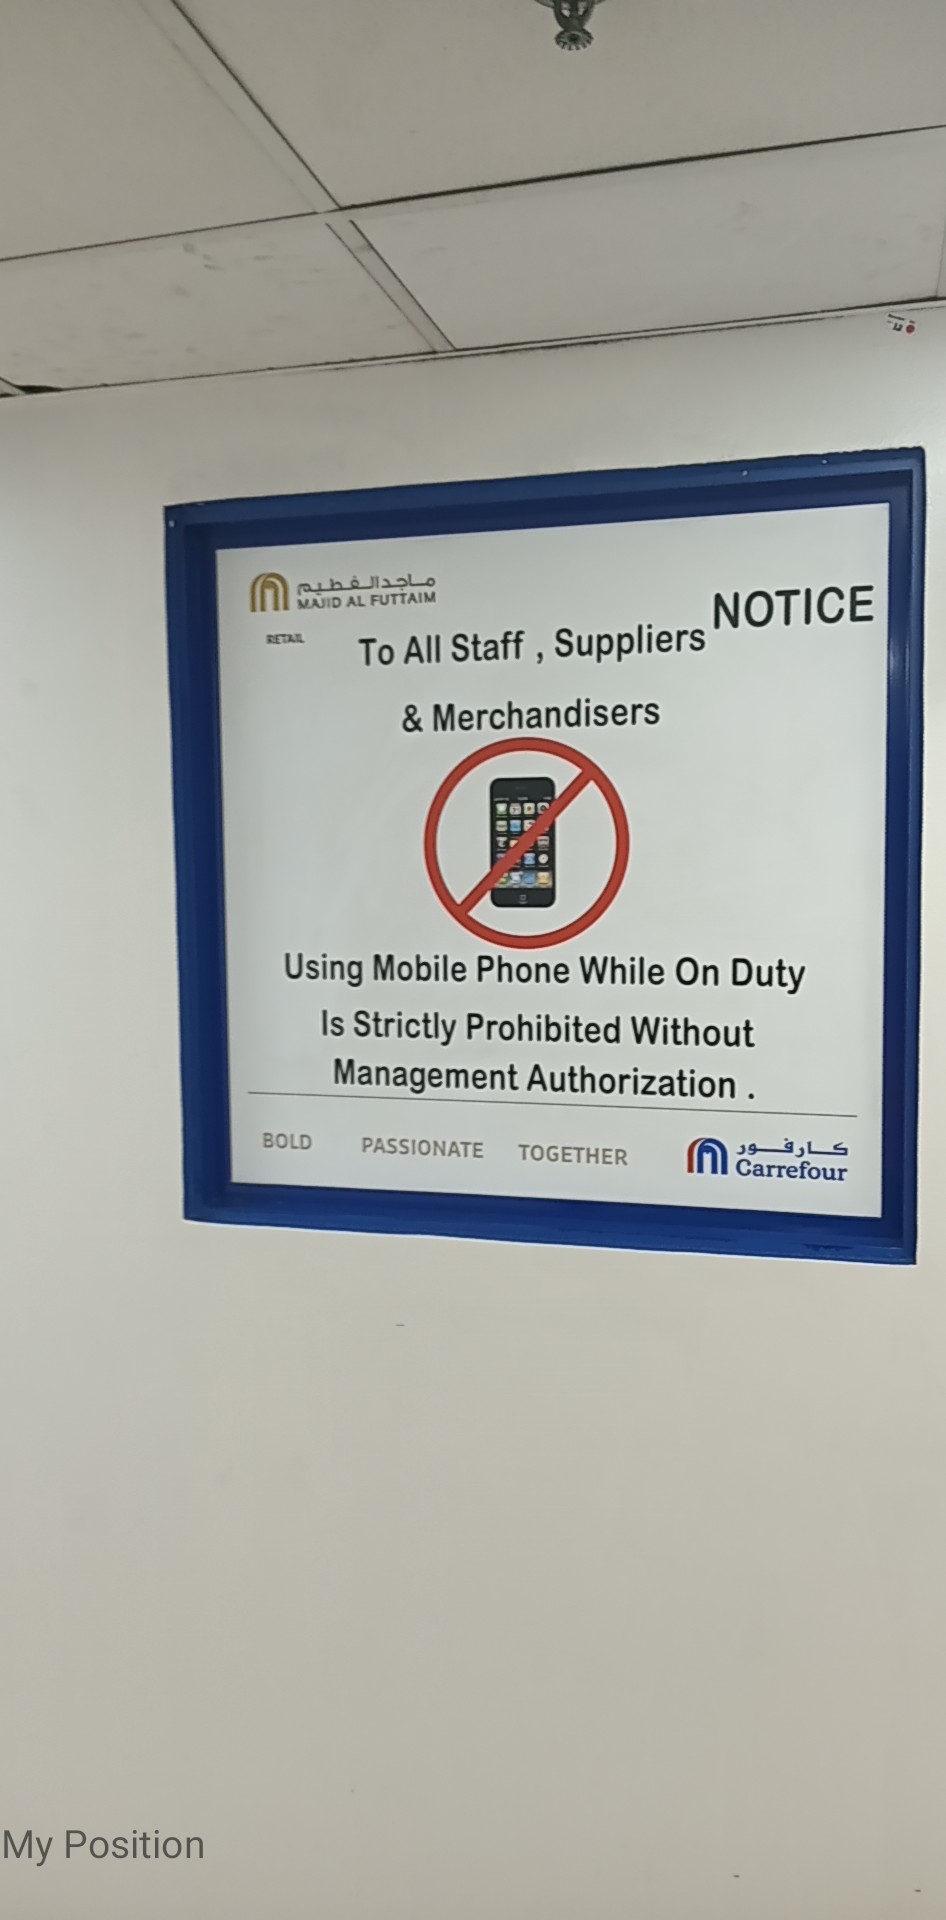 ماجد الفطيم
MAJID AL FUTTAIM
RETAIL
NOTICE
To All Staff , Suppliers
& Merchandisers
Using Mobile Phone While On Duty
Is Strictly Prohibited Without
Management Authorization .
BOLD PASSIONATE TOGETHER
كارفور
Carrefour
My Position